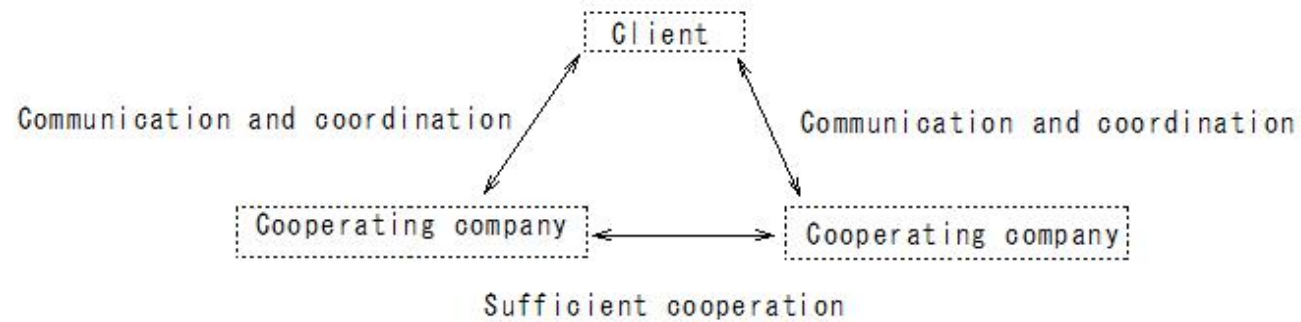 Client
Communication and coordination
Communication and coordination
Cooperating company
Cooperating company
Sufficient cooperation